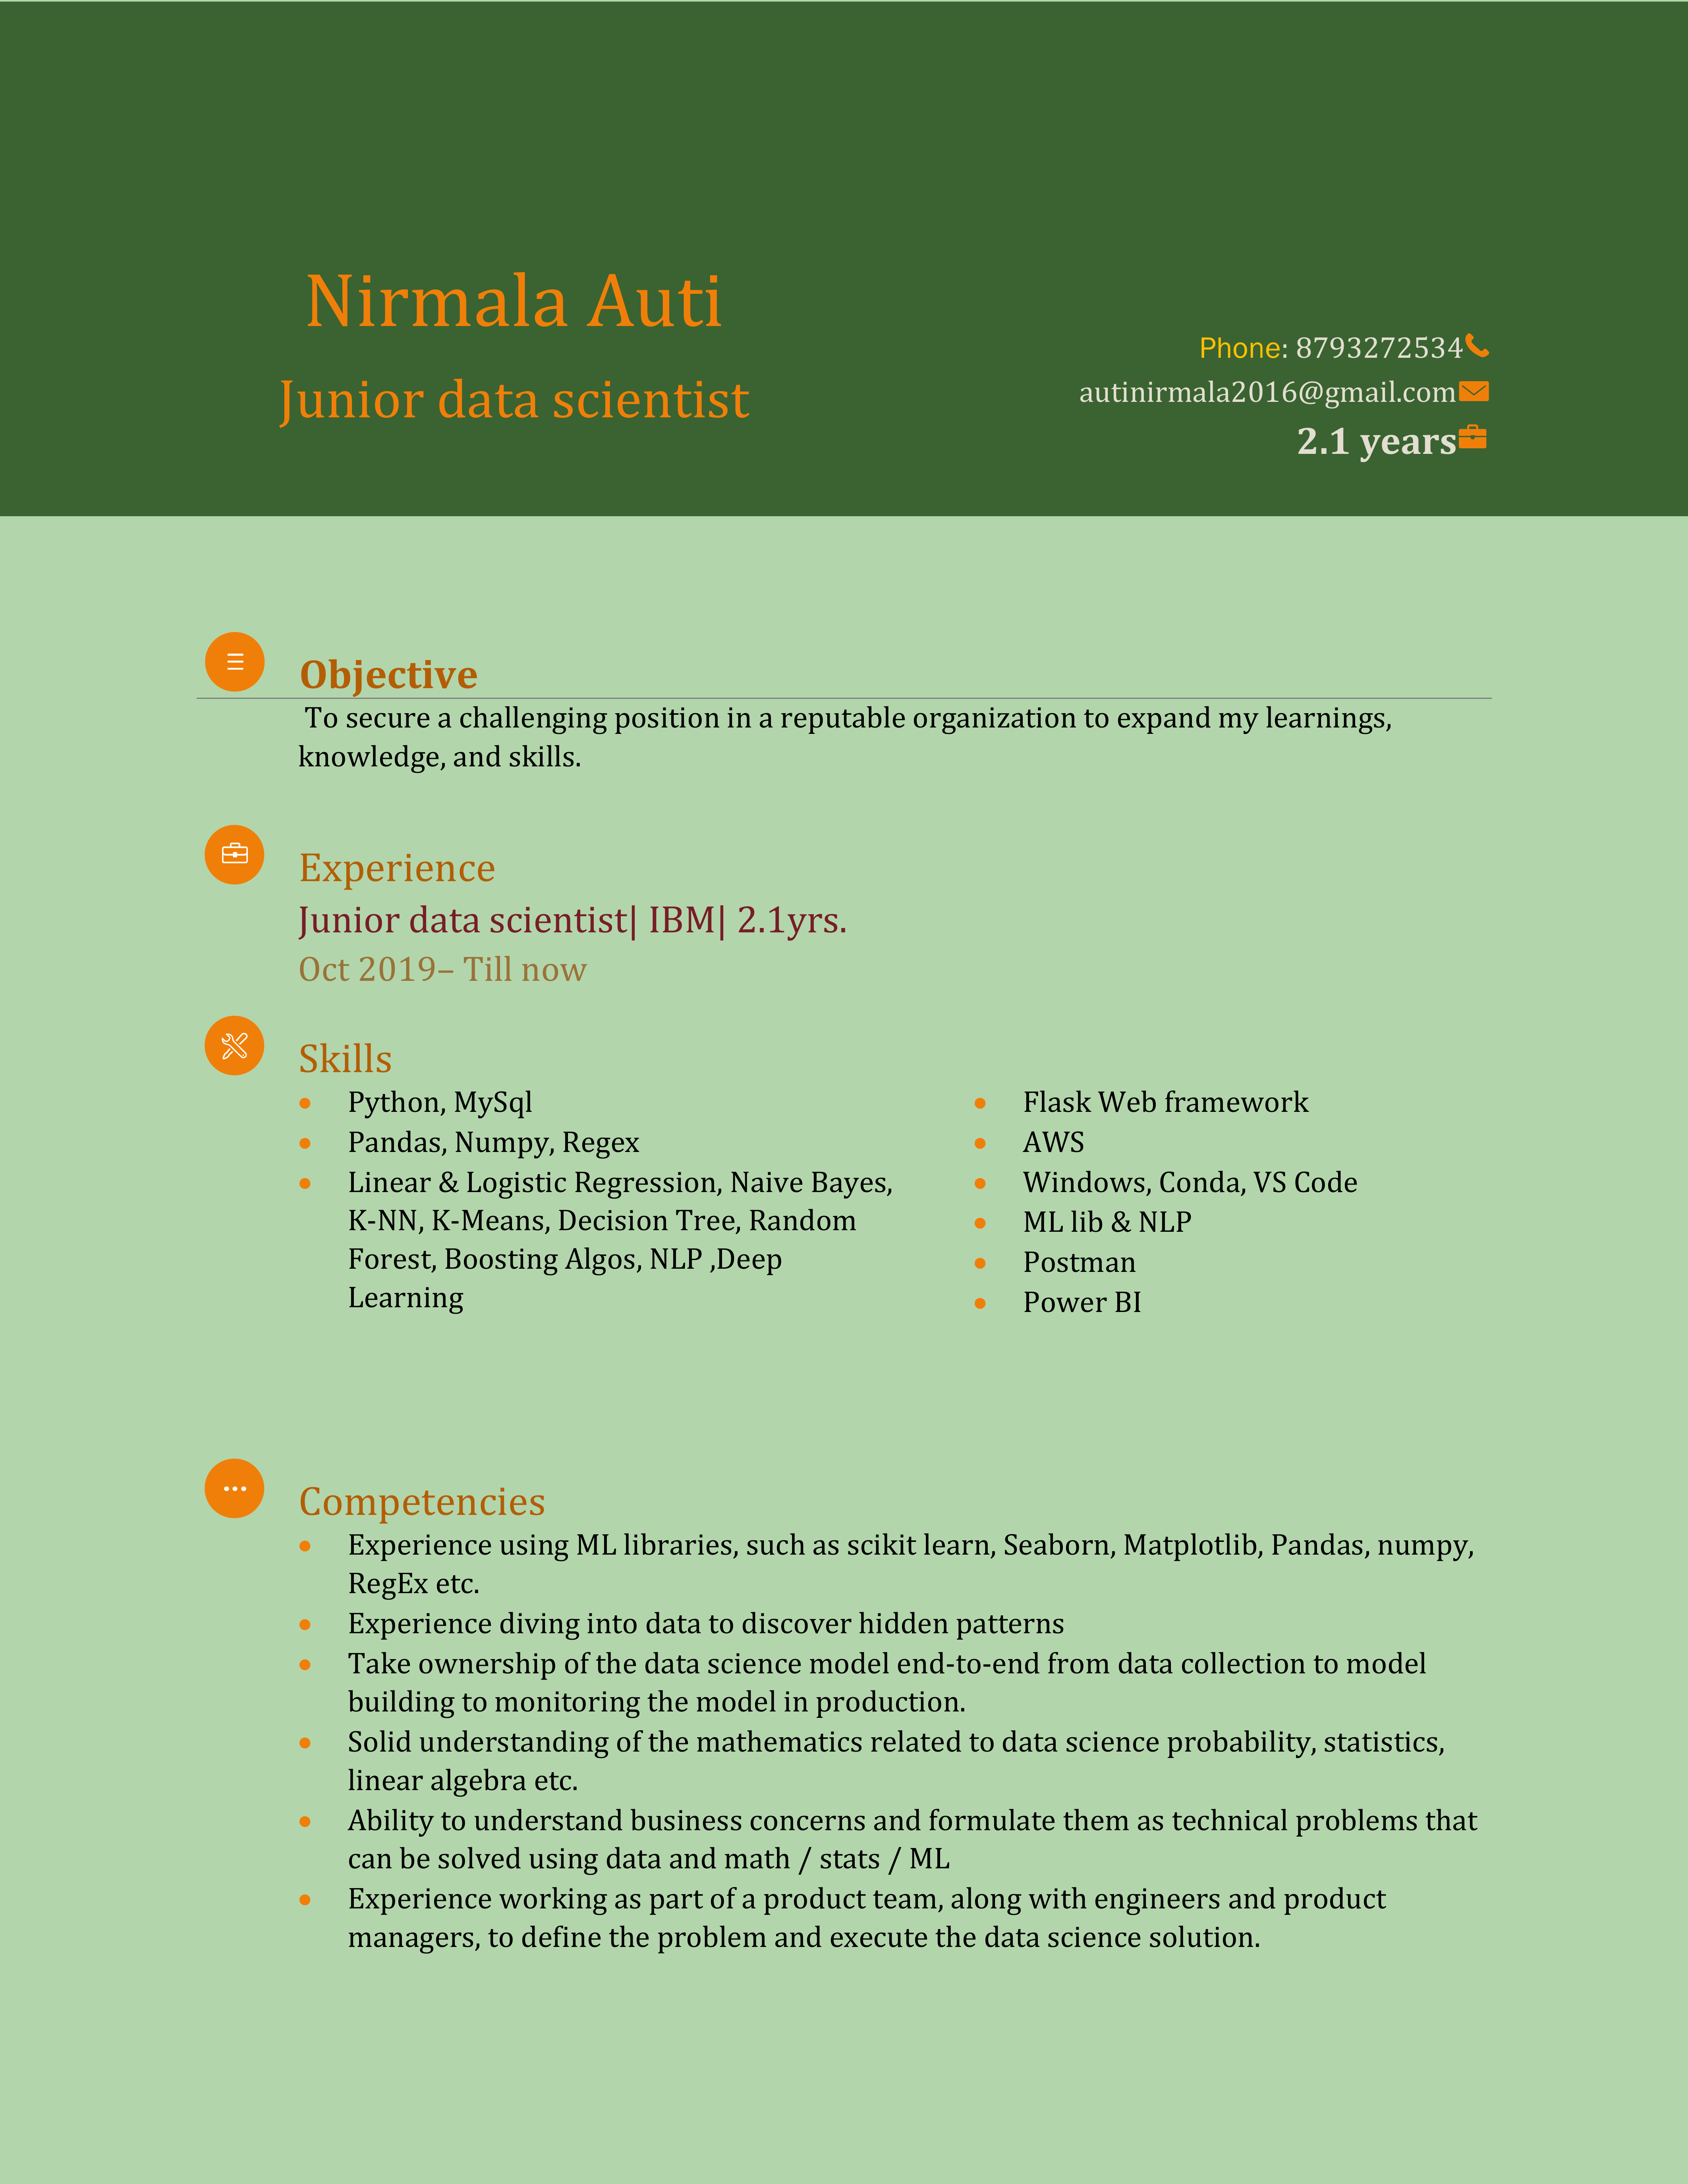 Nirmala Auti
Junior data scientist
Phone: 8793272534
autinirmala2016@gmail.com
2.1 years
Objective
To secure a challenging position in a reputable organization to expand my learnings,
knowledge, and skills.
Experience
Junior data scientist| IBM| 2.1yrs.
Oct 2019– Till now
Skills
Python, MySql
Pandas, Numpy, Regex
Linear & Logistic Regression, Naive Bayes,
K-NN, K-Means, Decision Tree, Random
Forest, Boosting Algos, NLP ,Deep
Learning
Flask Web framework
AWS
Windows, Conda, VS Code
ML lib & NLP
Postman
Power BI
Competencies
Experience using ML libraries, such as scikit learn, Seaborn, Matplotlib, Pandas, numpy,
RegEx etc.
Experience diving into data to discover hidden patterns
Take ownership of the data science model end-to-end from data collection to model
building to monitoring the model in production.
Solid understanding of the mathematics related to data science probability, statistics,
linear algebra etc.
Ability to understand business concerns and formulate them as technical problems that
can be solved using data and math / stats / ML
Experience working as part of a product team, along with engineers and product
managers, to define the problem and execute the data science solution.